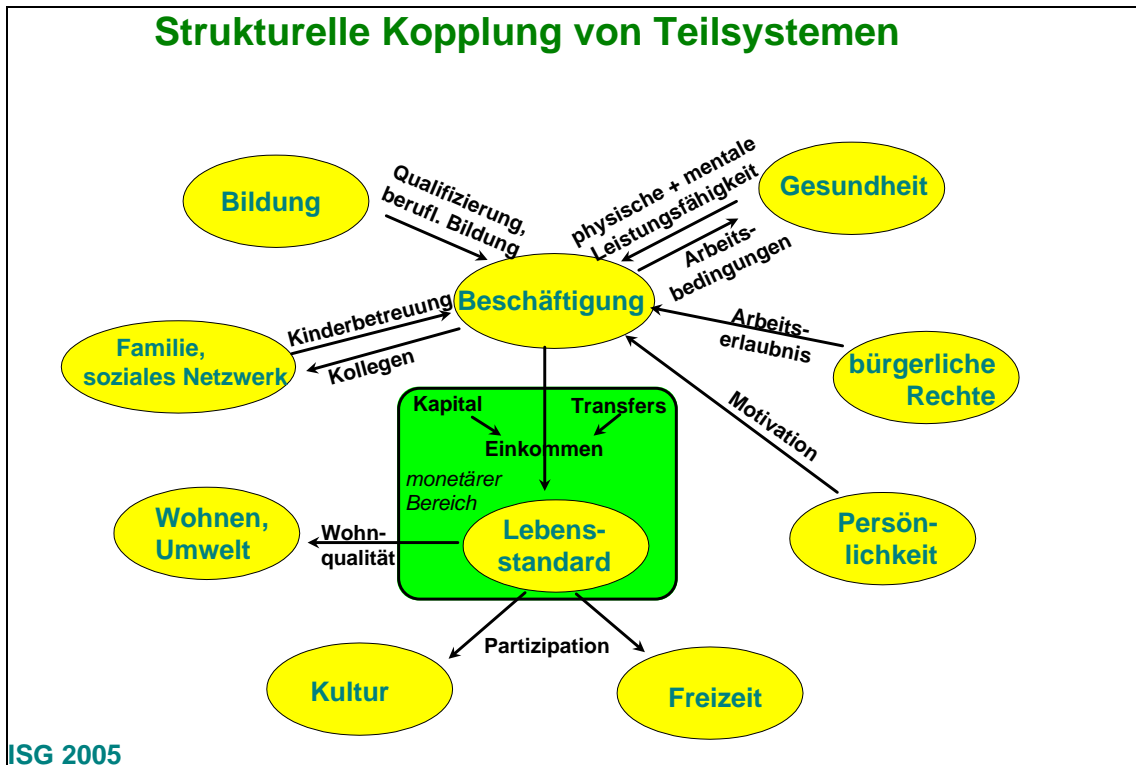 Strukturelle Kopplung von Teilsystemen
Bildung
Qualifizierung,
berufl. Bildung
physische + mentale
Leistungsfähigkeit
Gesundheit
Arbeits-
bedingungen
Beschäftigung
Kinderbetreuung
Familie,
soziales Netzwerk
Kollegen
Arbeits-
erlaubnis
bürgerliche
Rechte
Motivation
Kapital
Transfers
Einkommen
monetärer
Bereich
Wohnen,
Umwelt
Wohn-
qualität
Lebens-
standard
Persön-
lichkeit
Partizipation
Kultur
Freizeit
ISG 2005